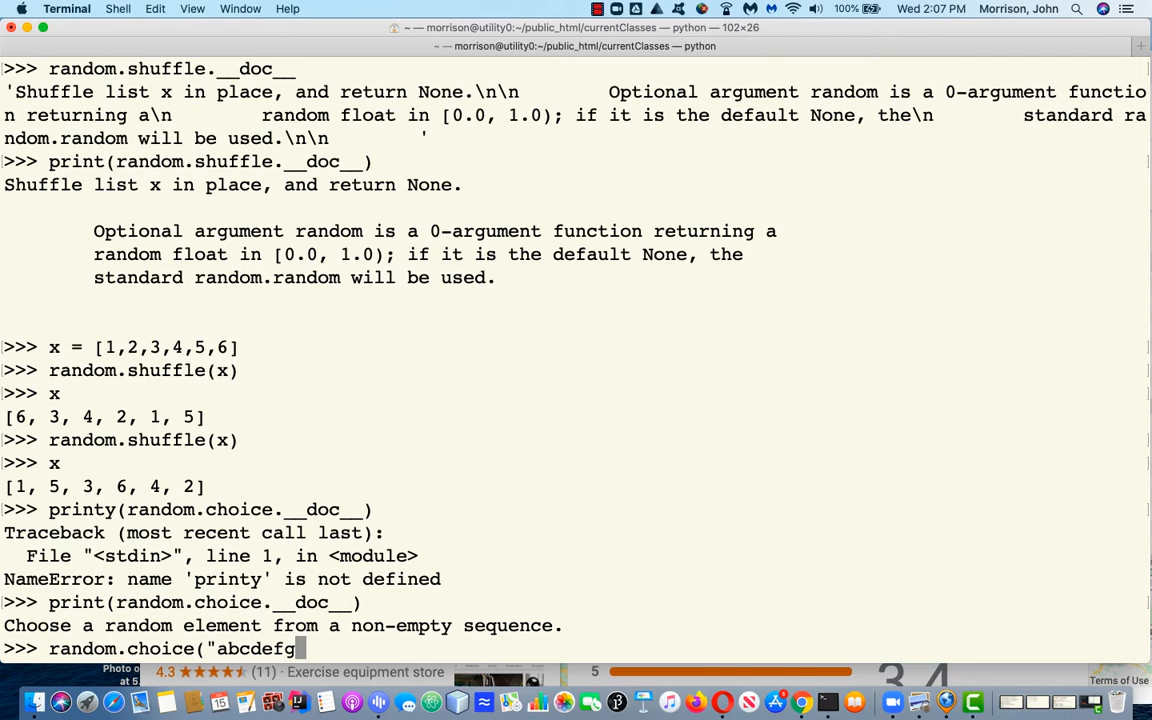 Terminal Shell Edit View Window Help 100% Wed 2:07 PM Morrison, John
~ — morrison@utility0:~/public_html/currentClasses — python — 102×26
~ — morrison@utility0:~/public_html/currentClasses — python
>>> random.shuffle.__doc__
'Shuffle list x in place, and return None.\n\n        Optional argument random is a 0-argument functio
n returning a\n        random float in [0.0, 1.0); if it is the default None, the\n        standard ra
ndom.random will be used.\n\n        '
>>> print(random.shuffle.__doc__)
Shuffle list x in place, and return None.
        Optional argument random is a 0-argument function returning a
        random float in [0.0, 1.0); if it is the default None, the
        standard random.random will be used.
>>> x = [1,2,3,4,5,6]
>>> random.shuffle(x)
>>> x
[6, 3, 4, 2, 1, 5]
>>> random.shuffle(x)
>>> x
[1, 5, 3, 6, 4, 2]
>>> printy(random.choice.__doc__)
Traceback (most recent call last):
  File "<stdin>", line 1, in <module>
NameError: name 'printy' is not defined
>>> print(random.choice.__doc__)
Choose a random element from a non-empty sequence.
>>> random.choice("abcdefg
Photo o
at 5.
4.3 (11) · Exercise equipment store
5
3.4
Terms of Use